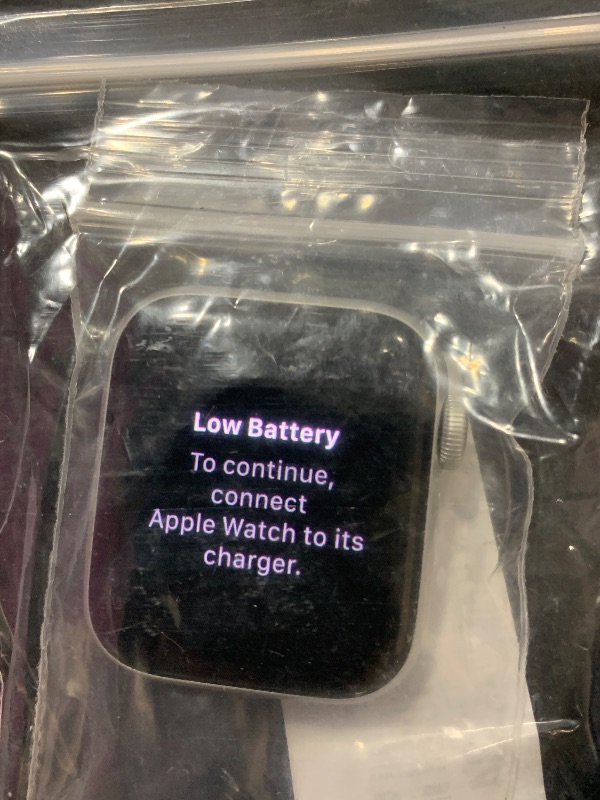 Low Battery
To continue,
connect
Apple Watch to its
charger.